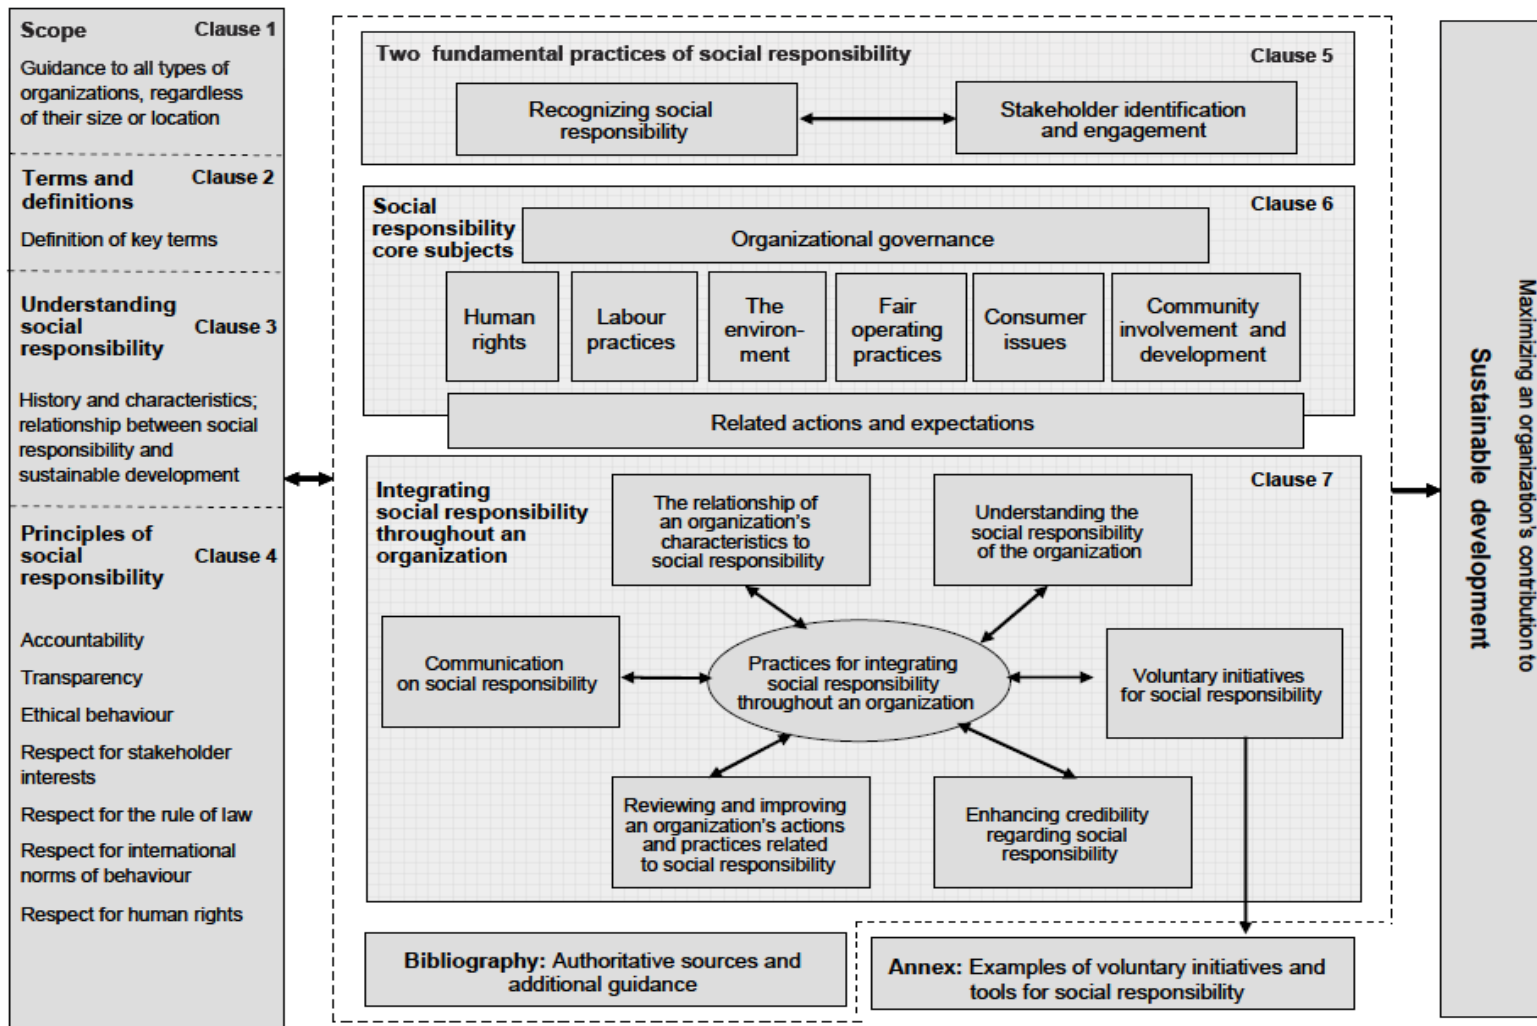 Scope Clause 1
Guidance to all types of
organizations, regardless
of their size or location
Terms and Clause 2
definitions
Definition of key terms
Understanding
social Clause 3
responsibility
History and characteristics;
relationship between social
responsibility and
sustainable development
Principles of
social Clause 4
responsibility
Accountability
Transparency
Ethical behaviour
Respect for stakeholder
interests
Respect for the rule of law
Respect for international
norms of behaviour
Respect for human rights
Two fundamental practices of social responsibility Clause 5
Recognizing social
responsibility
Stakeholder identification
and engagement
Social
responsibility
core subjects
Clause 6
Organizational governance
Human
rights
Labour
practices
The
environ-
ment
Fair
operating
practices
Consumer
issues
Community
involvement and
development
Related actions and expectations
Integrating
social responsibility
throughout an
organization
Clause 7
The relationship of
an organization's
characteristics to
social responsibility
Understanding the
social responsibility
of the organization
Communication
on social responsibility
Practices for integrating
social responsibility
throughout an organization
Voluntary initiatives
for social responsibility
Reviewing and improving
an organization's actions
and practices related
to social responsibility
Enhancing credibility
regarding social
responsibility
Bibliography: Authoritative sources and
additional guidance
Annex: Examples of voluntary initiatives and
tools for social responsibility
Maximizing an organization's contribution to
Sustainable development